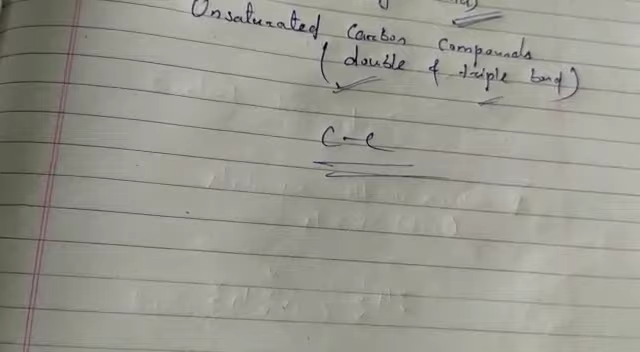 Unsaturated Carbon Compounds
(double & triple bond)
C-C